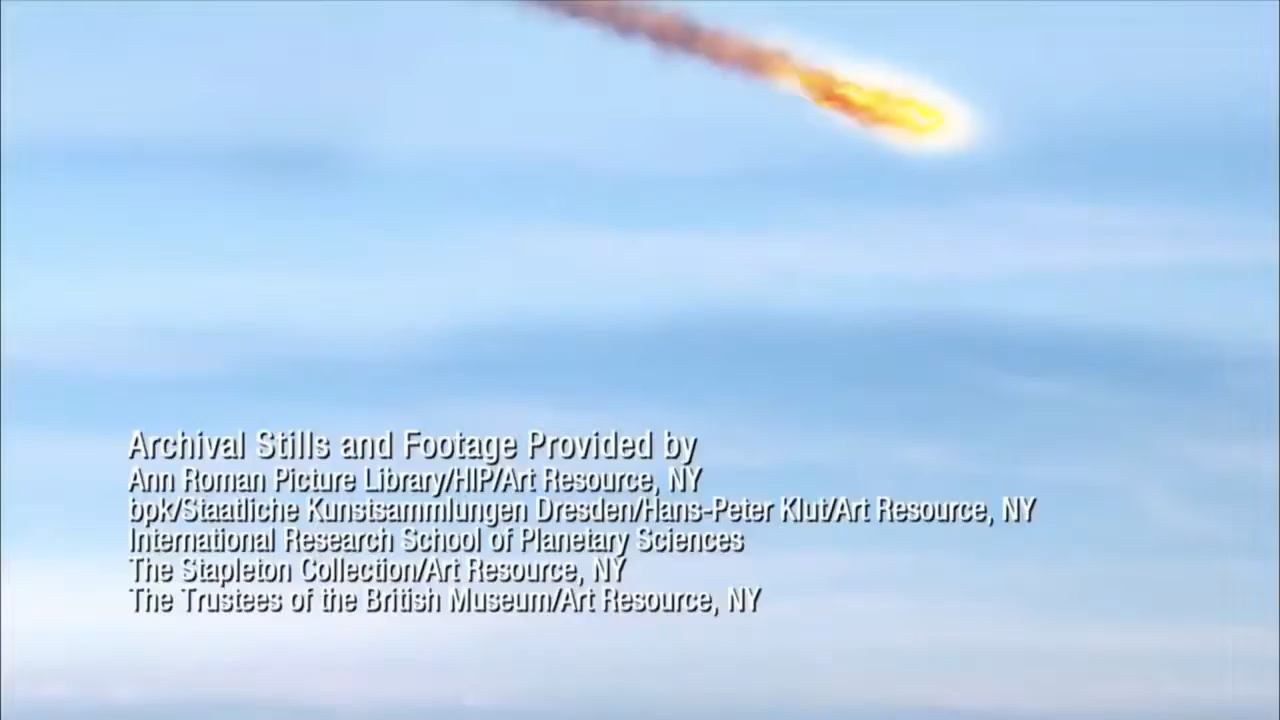 Archival Stills and Footage Provided by
Ann Roman Picture Library/HIP/Art Resource, NY
bpk/Staatliche Kunstsammlungen Dresden/Hans-Peter Klut/Art Resource, NY
International Research School of Planetary Sciences
The Stapleton Collection/Art Resource, NY
The Trustees of the British Museum/Art Resource, NY